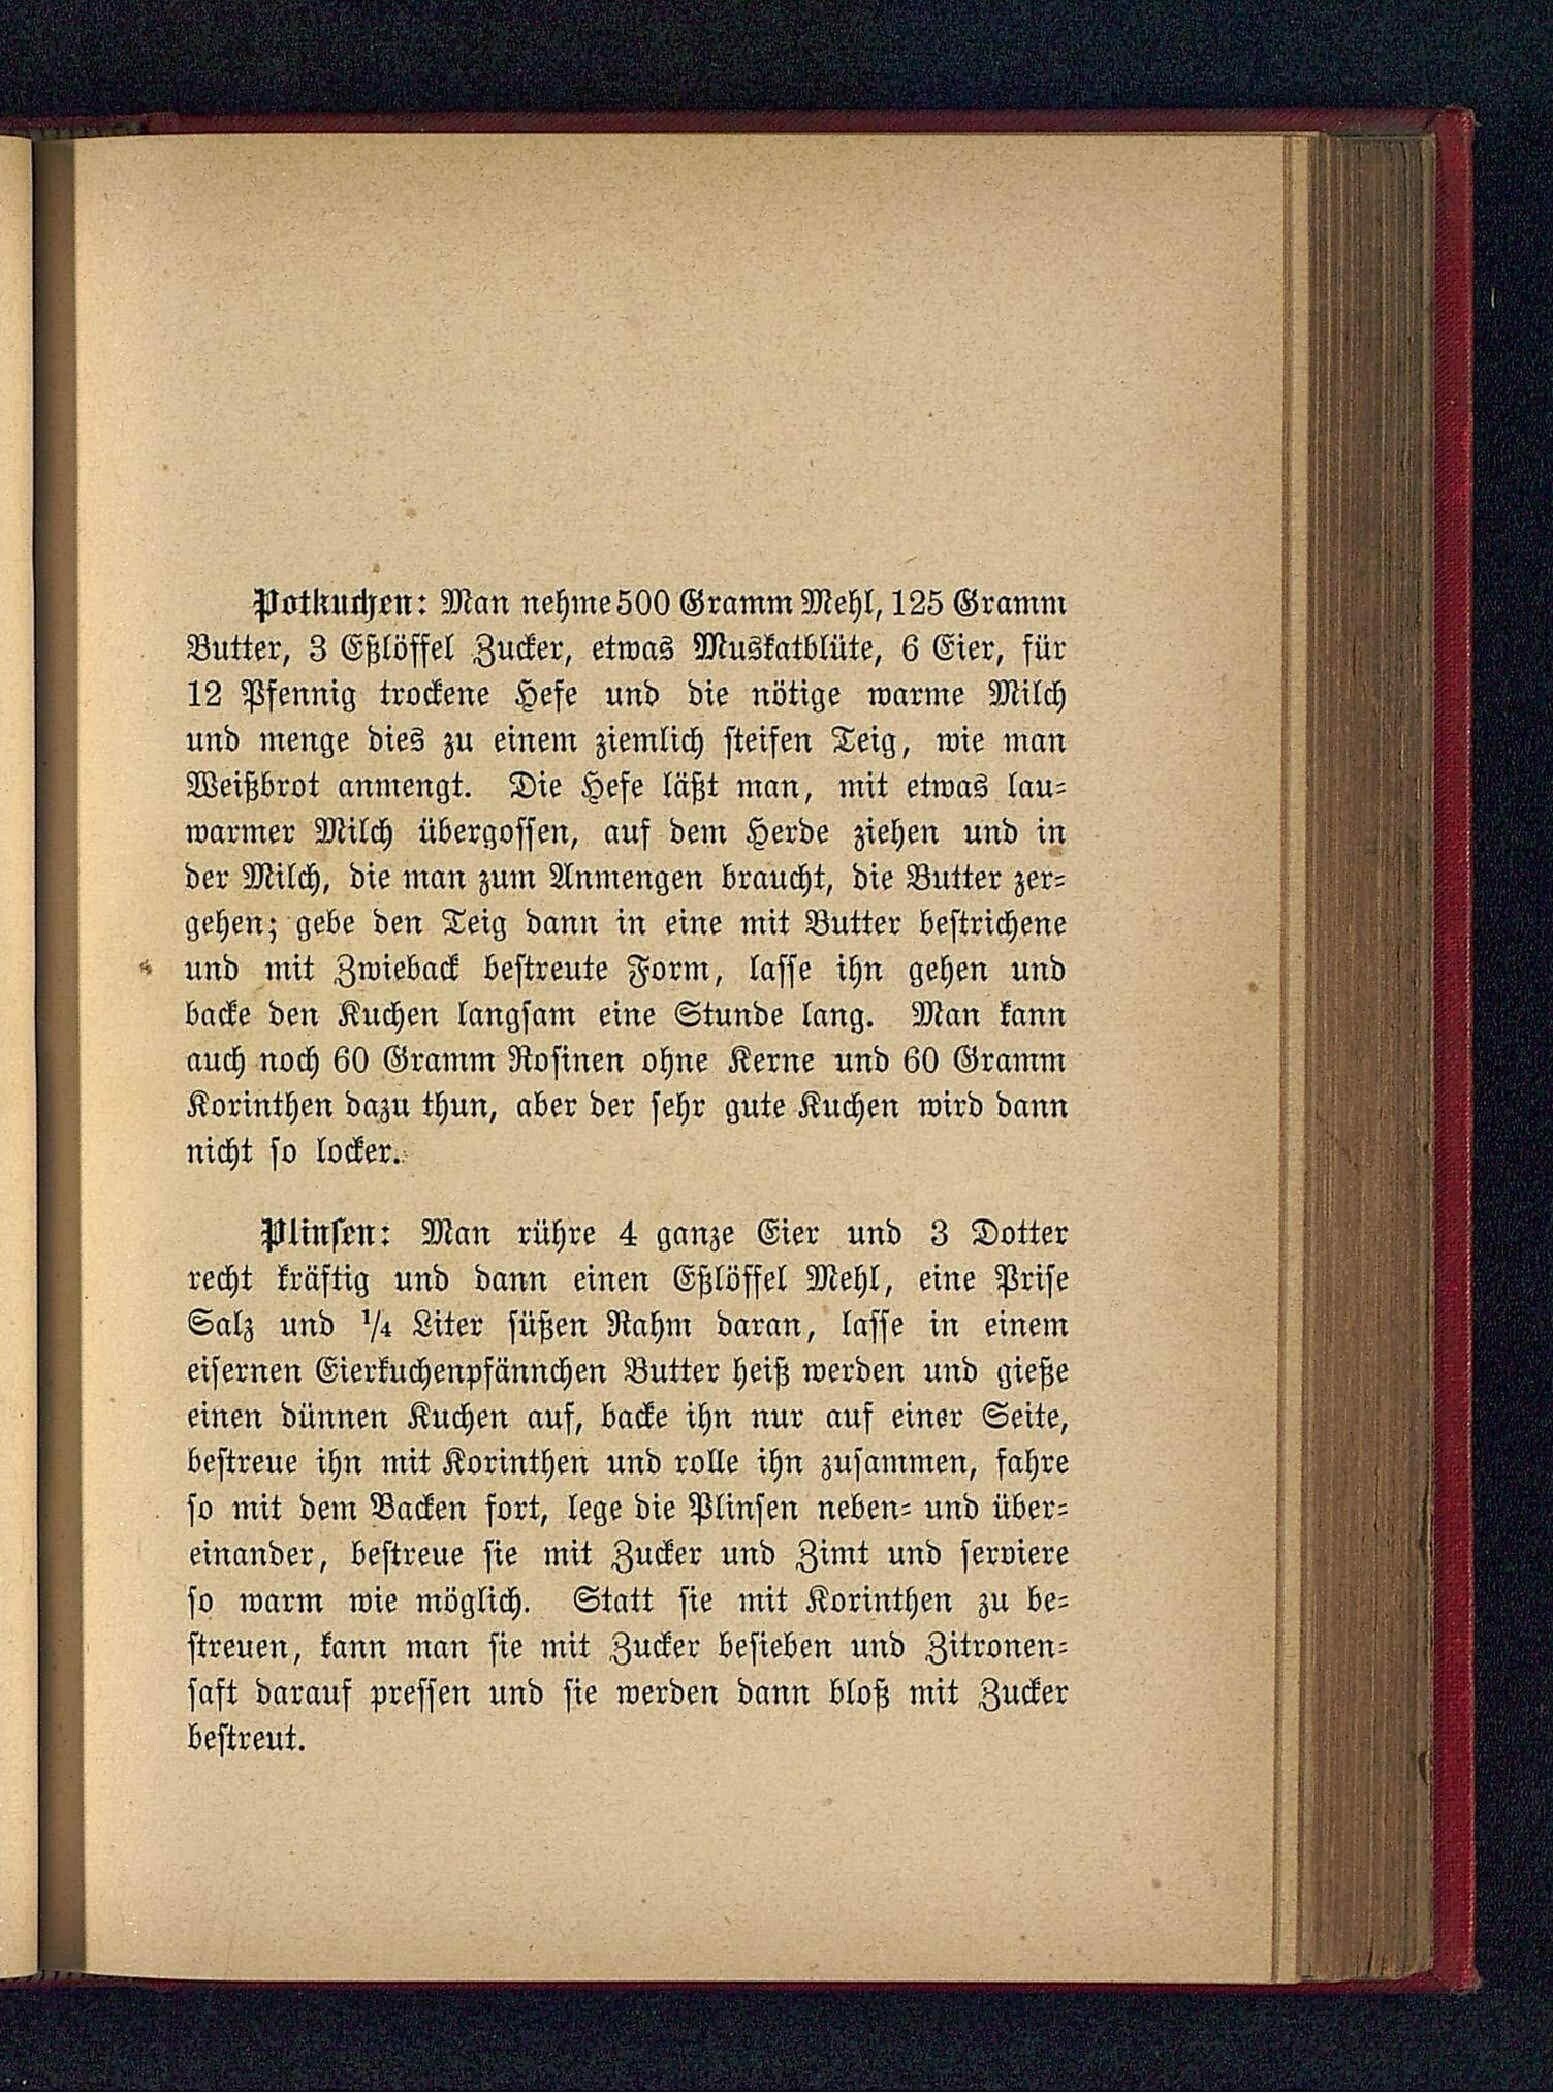 Potkuchen: Man nehme 500 Gramm Mehl, 125 Gramm
Butter, 3 Eßlöffel Zucker, etwas Muskatblüte, 6 Eier, für
12 Pfennig trockene Hefe und die nötige warme Milch
und menge dies zu einem ziemlich steifen Teig, wie man
Weißbrot anmengt. Die Hefe läßt man, mit etwas lau-
warmer Milch übergossen, auf dem Herde ziehen und in
der Milch, die man zum Anmengen braucht, die Butter zer-
gehen; gebe den Teig dann in eine mit Butter bestrichene
und mit Zwieback bestreute Form, lasse ihn gehen und
backe den Kuchen langsam eine Stunde lang. Man kann
auch noch 60 Gramm Rosinen ohne Kerne und 60 Gramm
Korinthen dazu thun, aber der sehr gute Kuchen wird dann
nicht so locker.
Plinsen: Man rühre 4 ganze Eier und 3 Dotter
recht kräftig und dann einen Eßlöffel Mehl, eine Prise
Salz und 1/4 Liter süßen Rahm daran, lasse in einem
eisernen Eierkuchenpfännchen Butter heiß werden und gieße
einen dünnen Kuchen auf, backe ihn nur auf einer Seite,
bestreue ihn mit Korinthen und rolle ihn zusammen, fahre
so mit dem Backen fort, lege die Plinsen neben- und über-
einander, bestreue sie mit Zucker und Zimt und serviere
so warm wie möglich. Statt sie mit Korinthen zu be-
streuen, kann man sie mit Zucker besieben und Zitronen-
saft darauf pressen und sie werden dann bloß mit Zucker
bestreut.